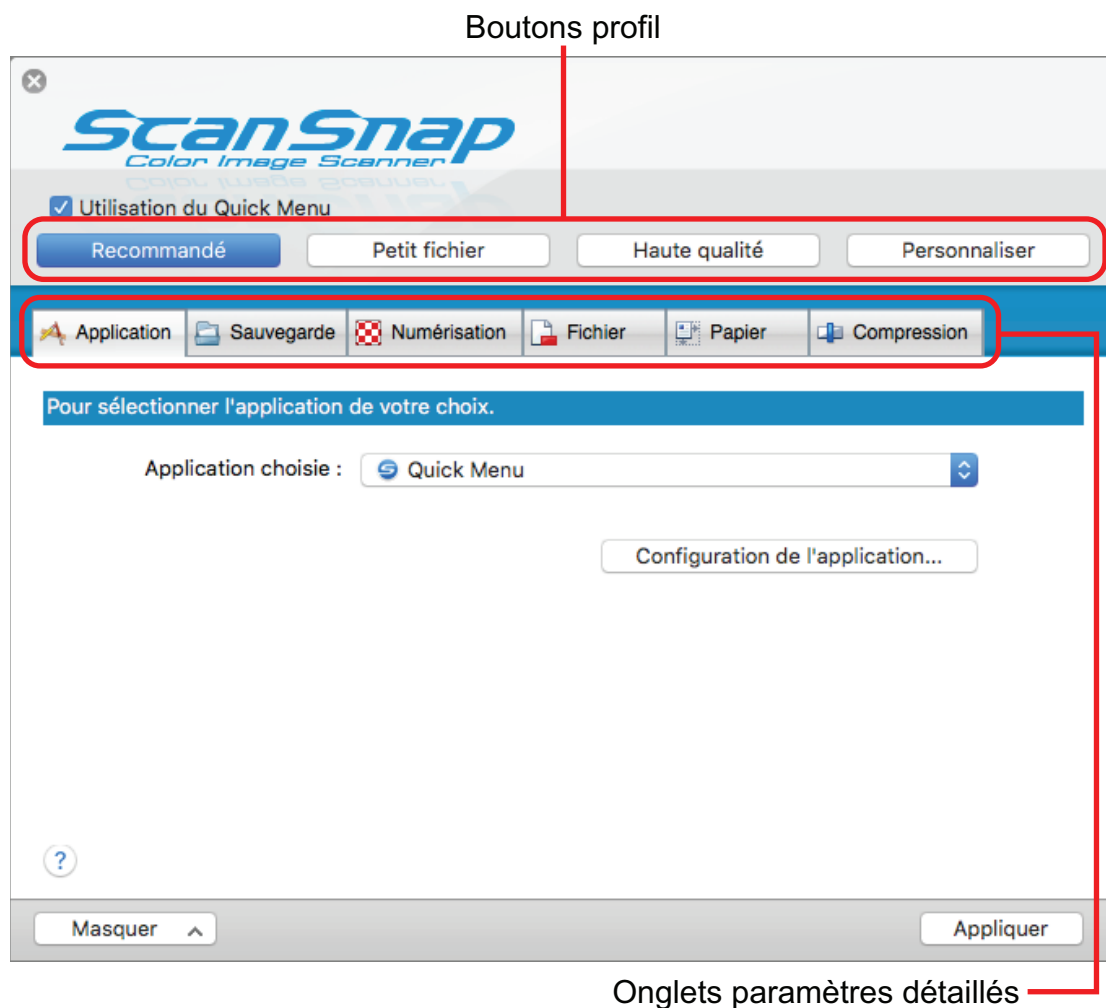 Boutons profil
ScanSnap
Color Image Scanner
Utilisation du Quick Menu
Recommandé Petit fichier Haute qualité Personnaliser
Application Sauvegarde Numérisation Fichier Papier Compression
Pour sélectionner l'application de votre choix.
Application choisie : Quick Menu
Configuration de l'application...
?
Masquer Appliquer
Onglets paramètres détaillés